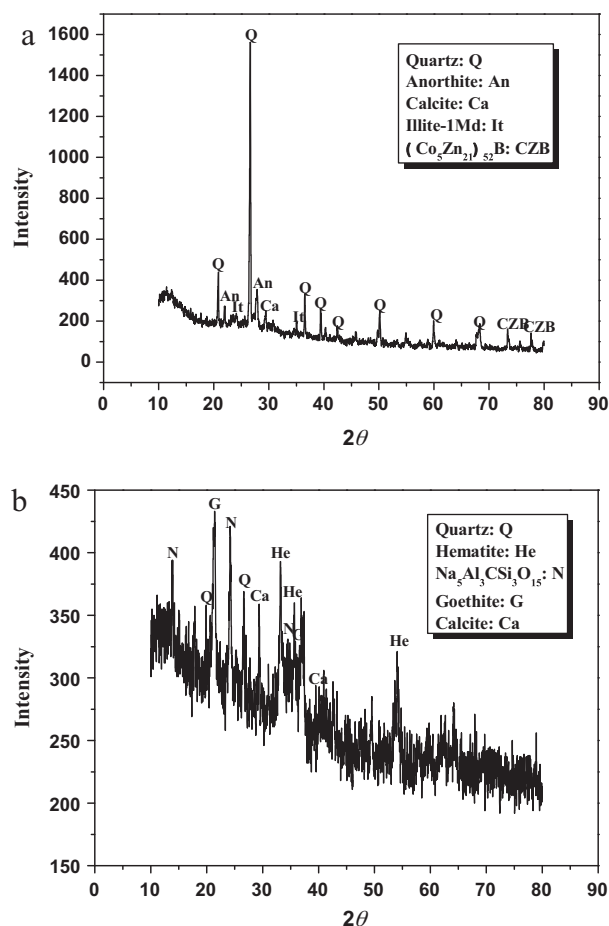 a
1600
1400
1200
1000
800
600
400
200
0
Intensity
Q
Quartz: Q
Anorthite: An
Calcite: Ca
Illite-1Md: It
(Co₅Zn₂₁)₅₂B: CZB
Q
An
It
An
Ca
It
Q
Q
Q
Q
Q
Q
CZB
CZB
0 10 20 30 40 50 60 70 80 90
2θ
b
450
400
350
300
250
200
150
Intensity
G
N
N
He
Q
Q
Ca
He
N
G
Ca
He
Quartz: Q
Hematite: He
Na₅Al₃CSi₃O₁₅: N
Goethite: G
Calcite: Ca
0 10 20 30 40 50 60 70 80 90
2θ